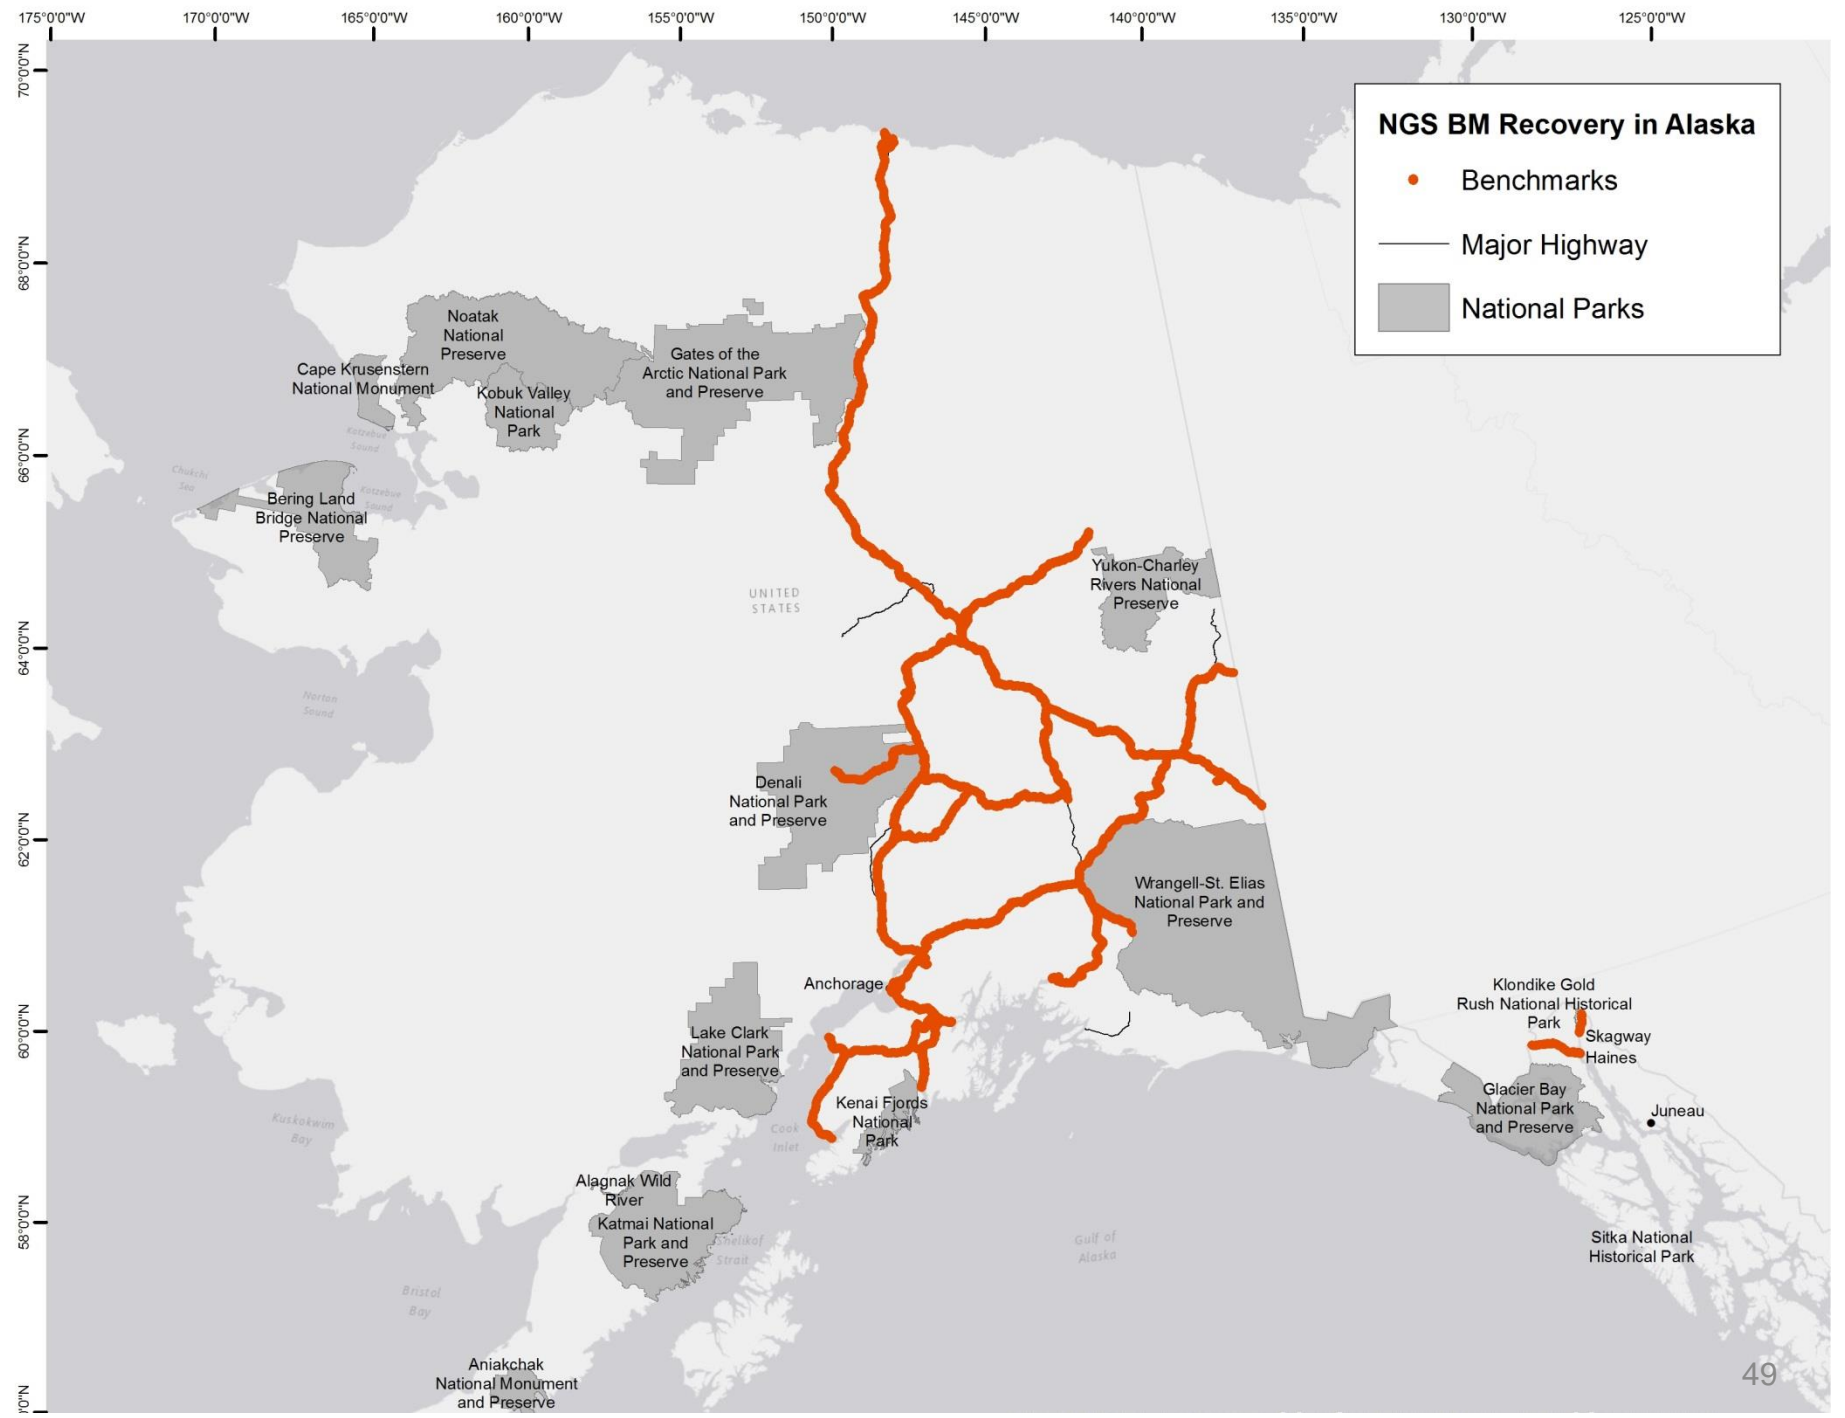 175°0'0"W
170°0'0"W
165°0'0"W
160°0'0"W
155°0'0"W
150°0'0"W
145°0'0"W
140°0'0"W
135°0'0"W
130°0'0"W
125°0'0"W
70°0'0"N
68°0'0"N
66°0'0"N
64°0'0"N
62°0'0"N
60°0'0"N
58°0'0"N
0"N
NGS BM Recovery in Alaska
Benchmarks
Major Highway
National Parks
Noatak
National
Preserve
Cape Krusenstern
National Monument
Kobuk Valley
National
Park
Gates of the
Arctic National Park
and Preserve
Kotzebue
Sound
Chukchi
Sea
Kotzebue
Sound
Bering Land
Bridge National
Preserve
UNITED
STATES
Yukon-Charley
Rivers National
Preserve
Norton
Sound
Denali
National Park
and Preserve
Wrangell-St. Elias
National Park and
Preserve
Anchorage
Lake Clark
National Park
and Preserve
Klondike Gold
Rush National Historical
Park
Skagway
Haines
Glacier Bay
National Park
and Preserve
Juneau
Kenai Fjords
National
Park
Cook
Inlet
Kuskokwim
Bay
Alagnak Wild
River
Katmai National
Park and
Preserve
Shelikof
Strait
Gulf of
Alaska
Sitka National
Historical Park
Bristol
Bay
Aniakchak
National Monument
and Preserve
49